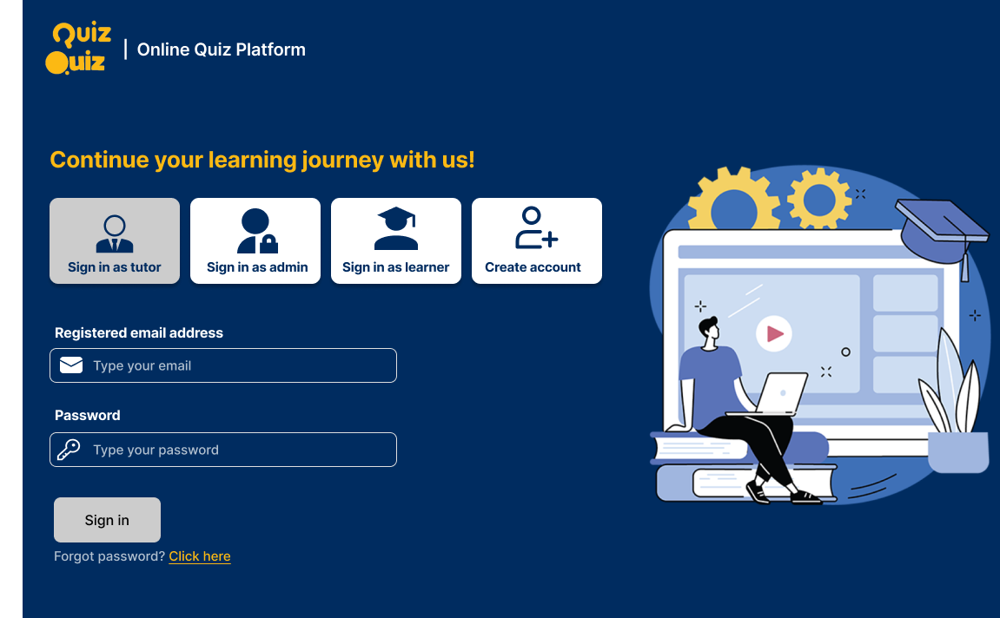 Quiz
Quiz
| Online Quiz Platform
Continue your learning journey with us!
Sign in as tutor
Sign in as admin
Sign in as learner
Create account
Registered email address
Type your email
Password
Type your password
Sign in
Forgot password? Click here